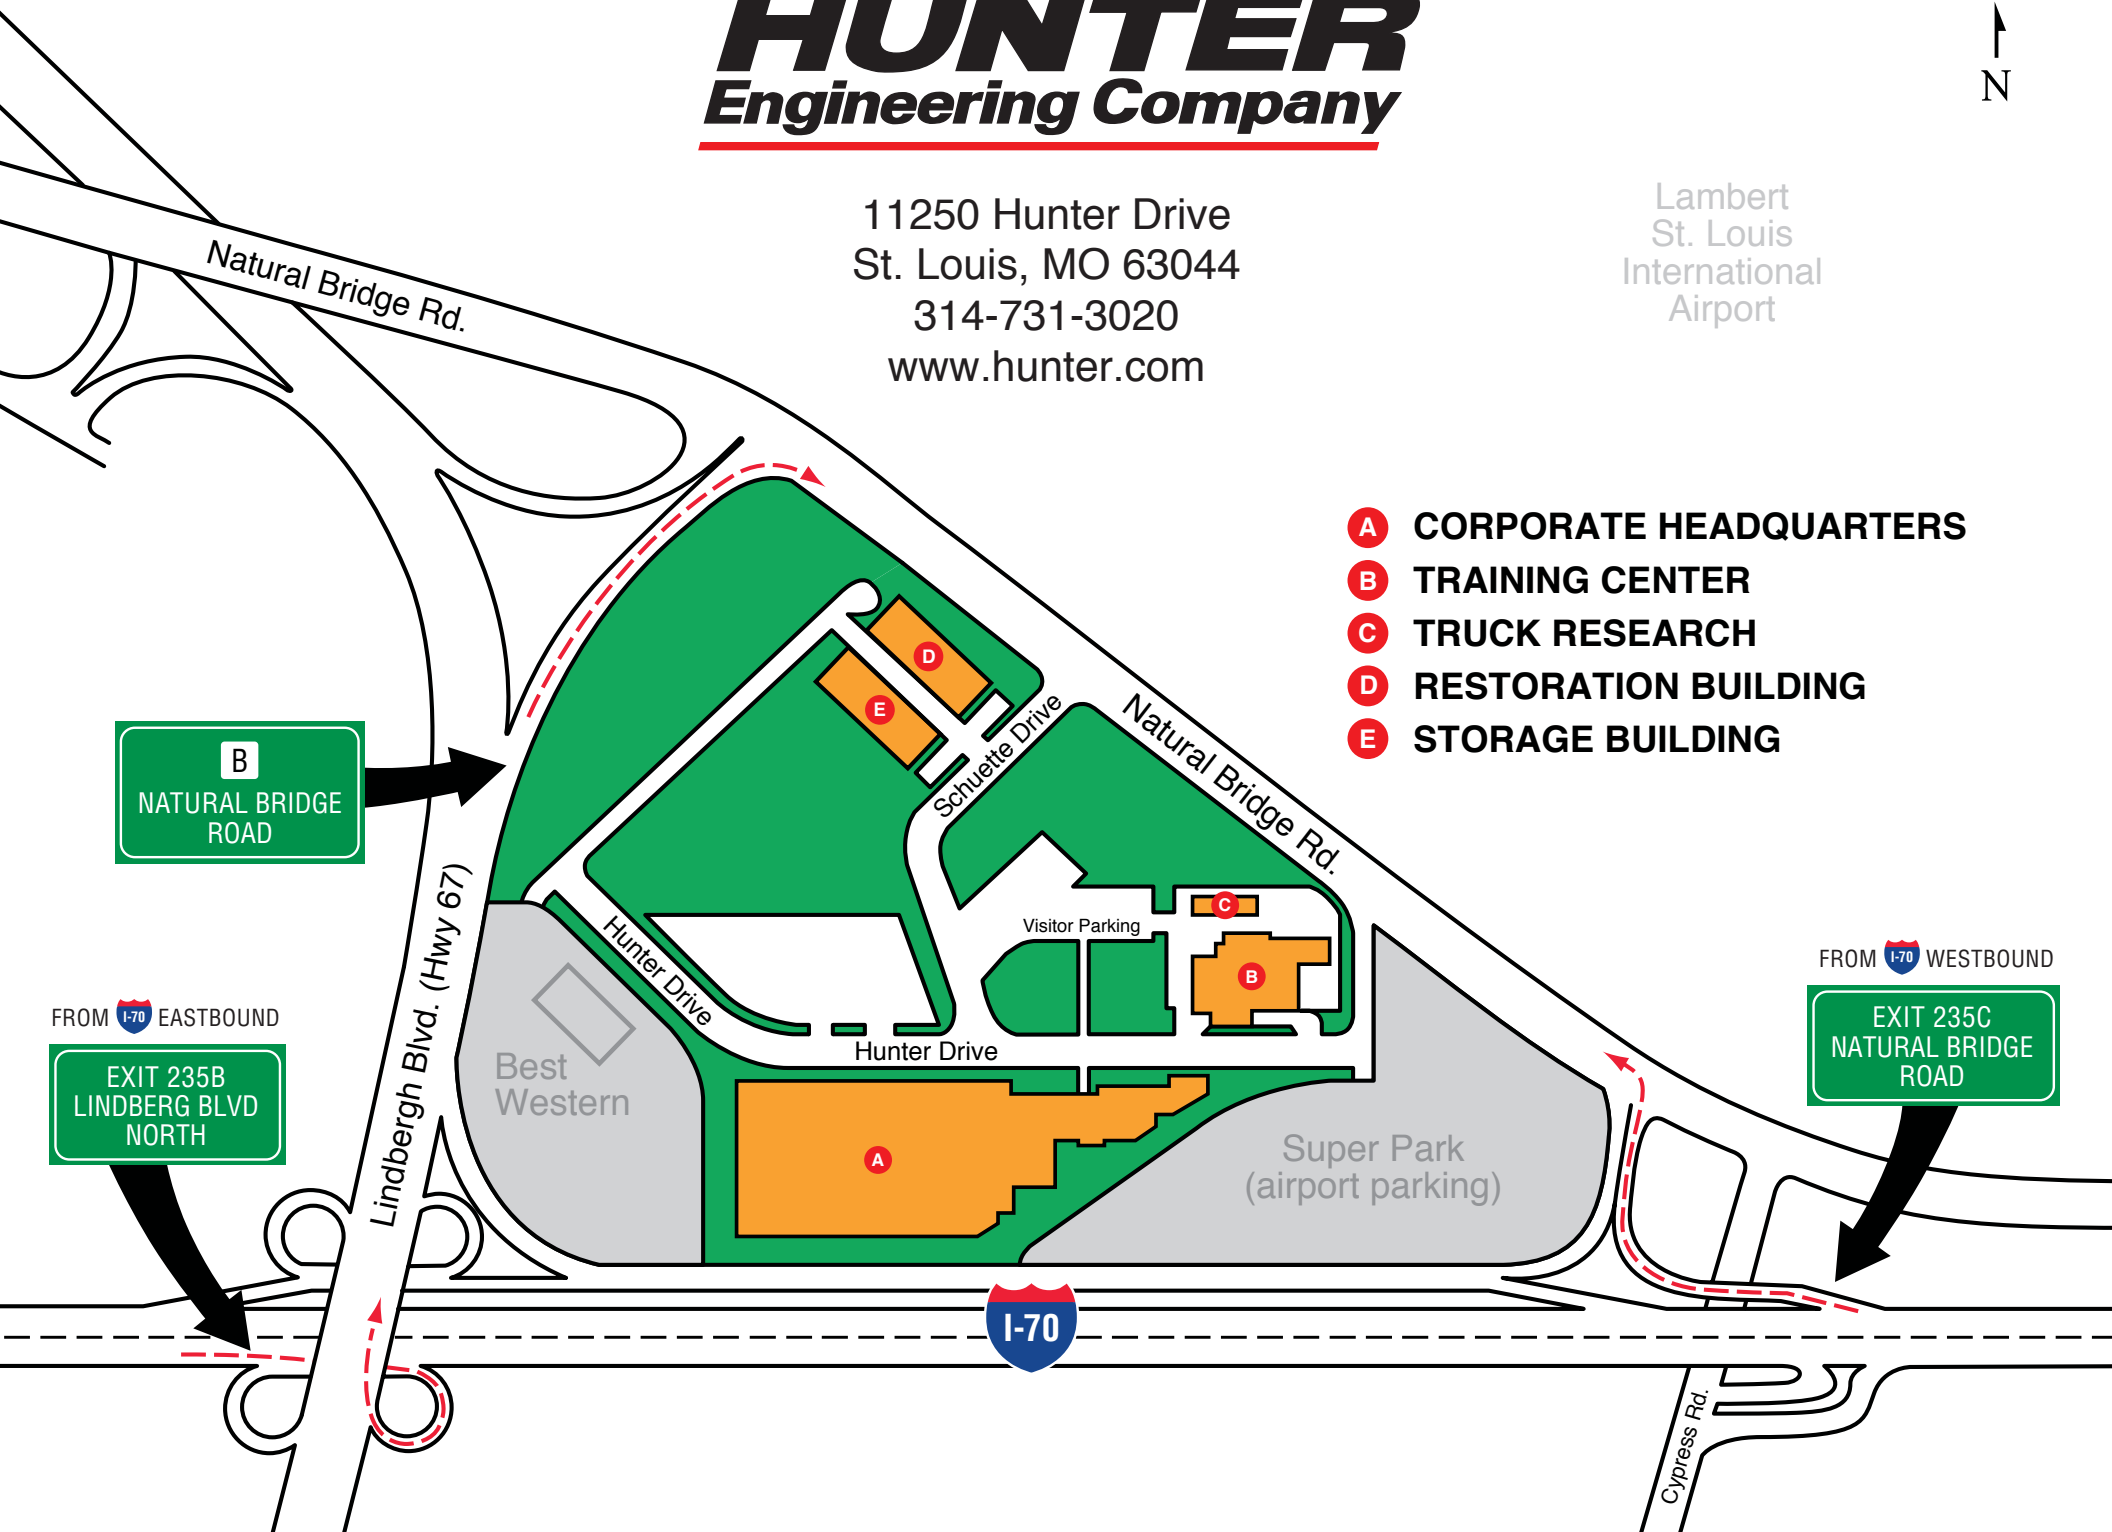 HUNTER
Engineering Company
N
11250 Hunter Drive
St. Louis, MO 63044
314-731-3020
www.hunter.com
Lambert
St. Louis
International
Airport
Natural Bridge Rd.
A CORPORATE HEADQUARTERS
B TRAINING CENTER
C TRUCK RESEARCH
D RESTORATION BUILDING
E STORAGE BUILDING
D
E
Schuette Drive
Natural Bridge Rd.
B
NATURAL BRIDGE
ROAD
Lindbergh Blvd. (Hwy 67)
Hunter Drive
Visitor Parking
C
B
FROM I-70 WESTBOUND
EXIT 235C
NATURAL BRIDGE
ROAD
FROM I-70 EASTBOUND
EXIT 235B
LINDBERG BLVD
NORTH
Best
Western
Hunter Drive
A
Super Park
(airport parking)
I-70
Cypress Rd.